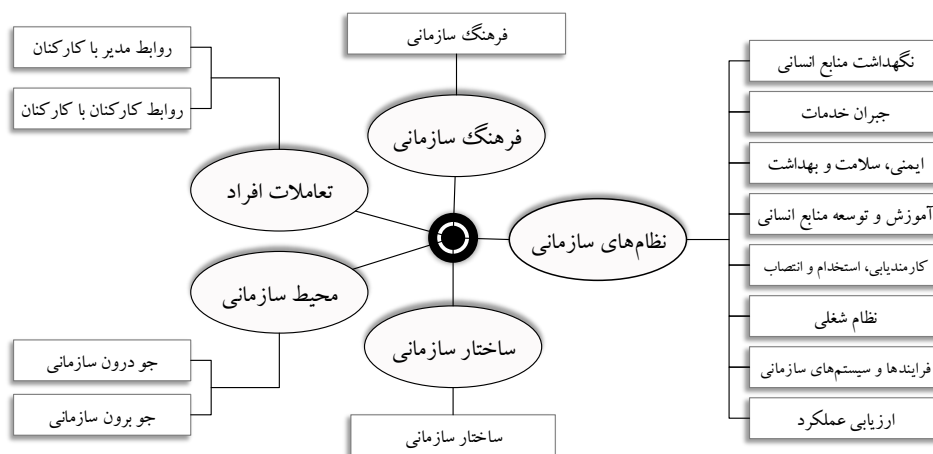 فرهنگ سازمانی
فرهنگ سازمانی
نظام‌های سازمانی
نگهداشت منابع انسانی
جبران خدمات
ایمنی، سلامت و بهداشت
آموزش و توسعه منابع انسانی
کارمندیابی، استخدام و انتصاب
نظام شغلی
فرایندها و سیستم‌های سازمانی
ارزیابی عملکرد
ساختار سازمانی
ساختار سازمانی
تعاملات افراد
روابط مدیر با کارکنان
روابط کارکنان با کارکنان
محیط سازمانی
جو درون سازمانی
جو برون سازمانی